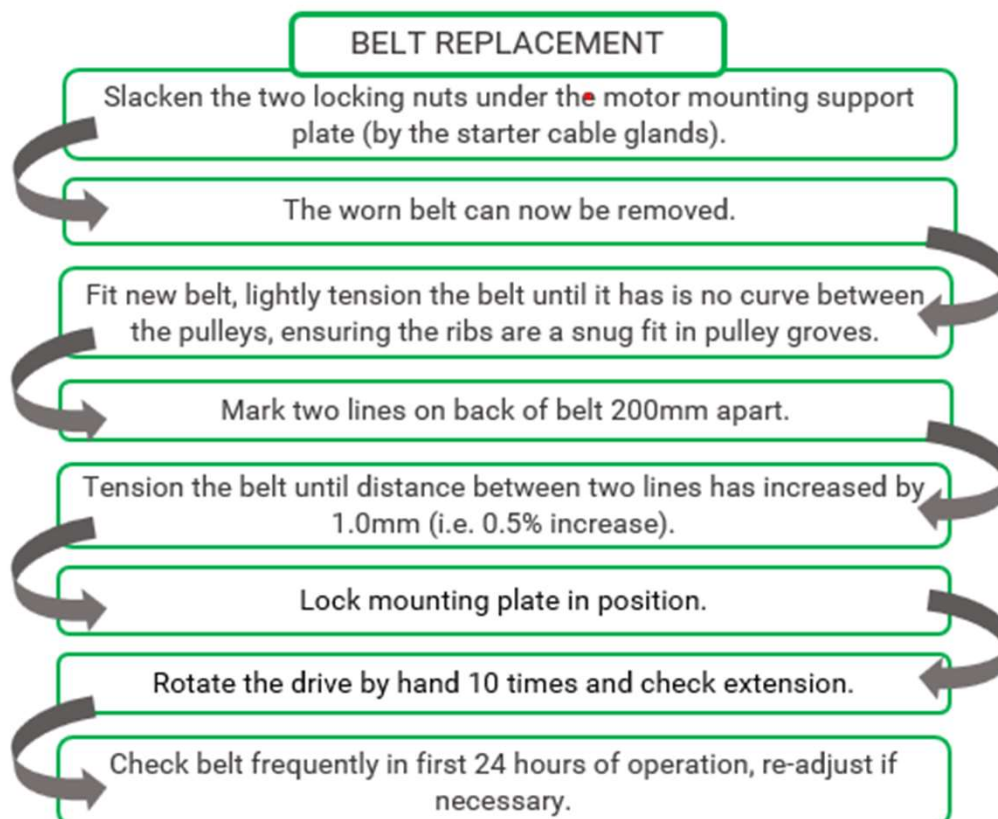 BELT REPLACEMENT
Slacken the two locking nuts under the motor mounting support
plate (by the starter cable glands).
The worn belt can now be removed.
Fit new belt, lightly tension the belt until it has is no curve between
the pulleys, ensuring the ribs are a snug fit in pulley groves.
Mark two lines on back of belt 200mm apart.
Tension the belt until distance between two lines has increased by
1.0mm (i.e. 0.5% increase).
Lock mounting plate in position.
Rotate the drive by hand 10 times and check extension.
Check belt frequently in first 24 hours of operation, re-adjust if
necessary.